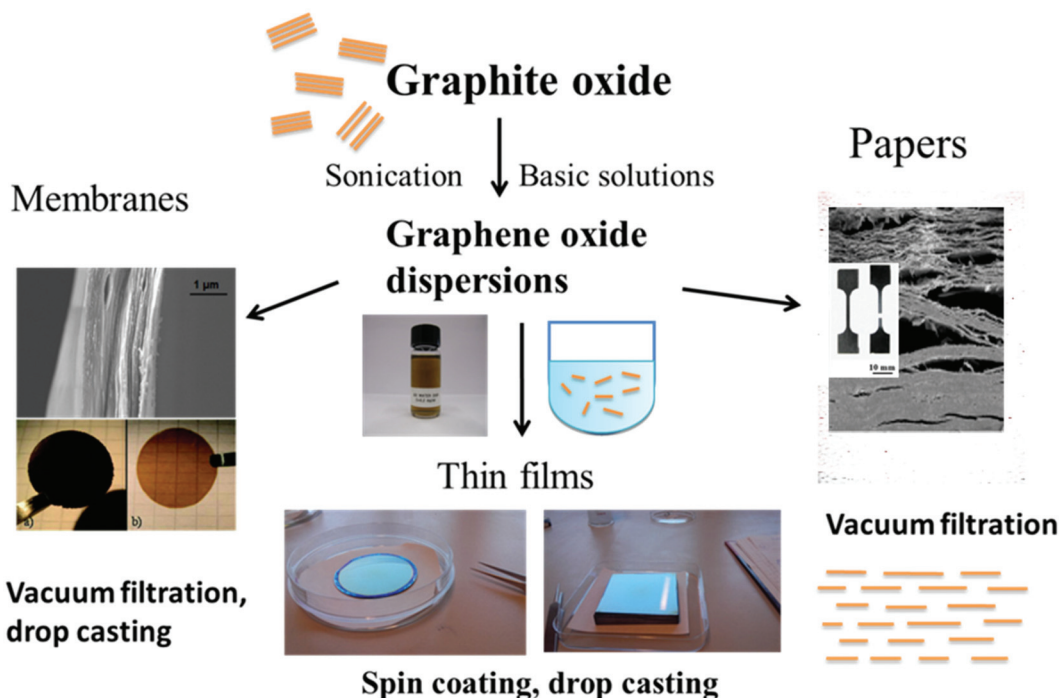 Graphite oxide
Sonication
Basic solutions
Papers
Membranes
Graphene oxide
dispersions
1 µm
10 mm
a)
b)
Thin films
Vacuum filtration
Vacuum filtration,
drop casting
Spin coating, drop casting